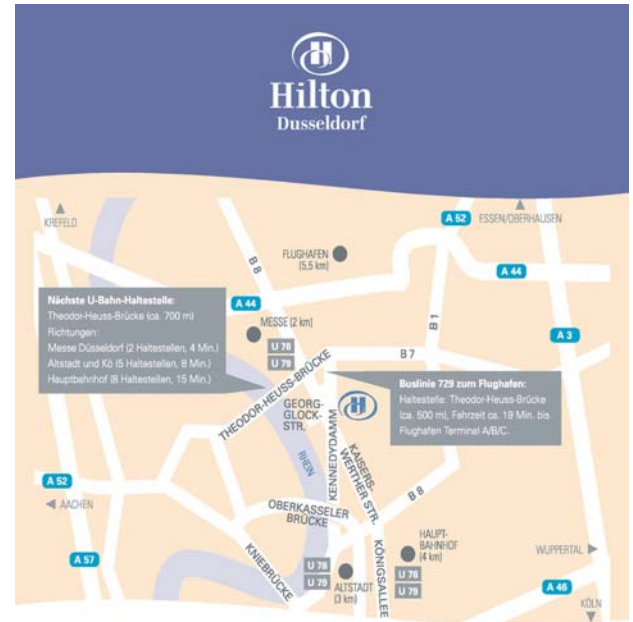 Hilton
Dusseldorf
KREFELD
A 52
ESSEN/OBERHAUSEN
FLUGHAFEN
(5,5 km)
B 8
A 44
Nächste U-Bahn-Haltestelle:
Theodor-Heuss-Brücke (ca. 700 m)
Richtungen:
Messe Düsseldorf (2 Haltestellen, 4 Min.)
Altstadt und Kö (5 Haltestellen, 8 Min.)
Hauptbahnhof (8 Haltestellen, 15 Min.)
A 44
MESSE (2 km)
U 78
U 79
B 1
A 3
B 7
THEODOR-HEUSS-BRÜCKE
Buslinie 729 zum Flughafen:
Haltestelle: Theodor-Heuss-Brücke
(ca. 500 m), Fahrzeit ca. 19 Min. bis
Flughafen Terminal A/B/C.
GEORG-
GLOCK-
STR.
KENNEDYDAMM
KAISERS-
WERTHER STR.
RHEIN
A 52
AACHEN
B 8
OBERKASSELER
BRÜCKE
KNIEBRÜCKE
KÖNIGSALLEE
HAUPT-
BAHNHOF
(4 km)
WUPPERTAL
A 57
U 78
U 79
ALTSTADT
(3 km)
U 78
U 79
A 46
KÖLN